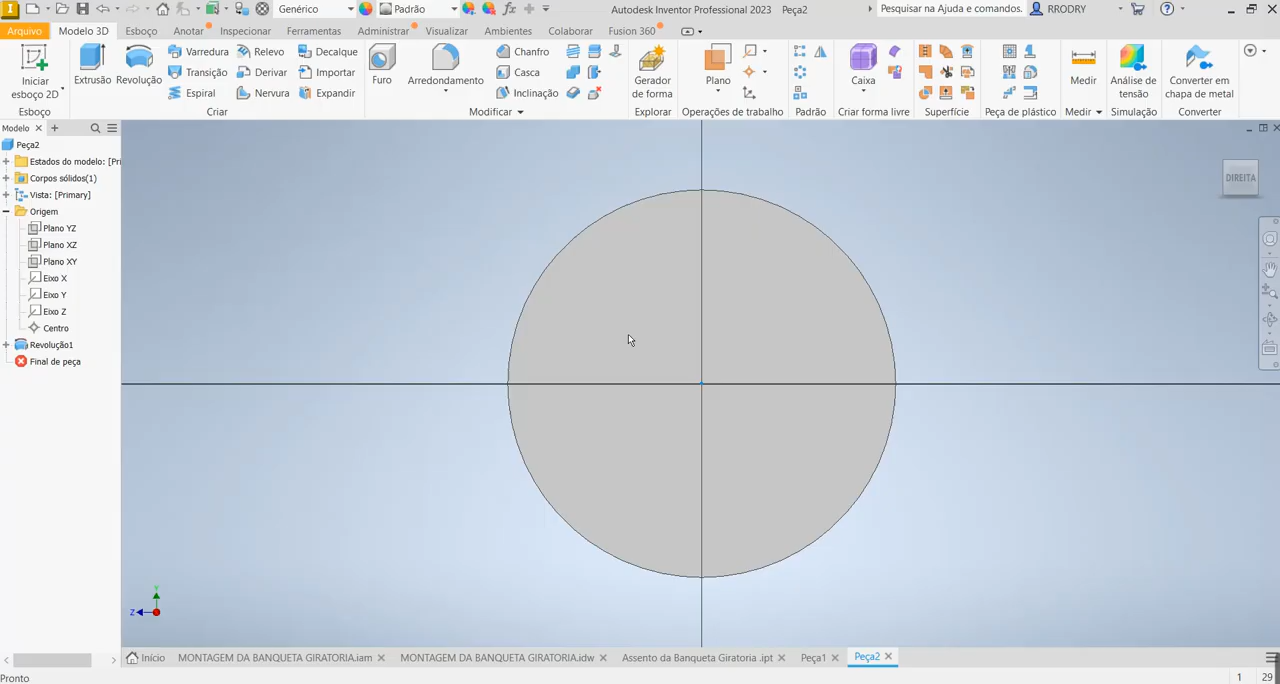 Genérico
Padrão
Autodesk Inventor Professional 2023 Peça2
Pesquisar na Ajuda e comandos.
RRODRY
Arquivo
Modelo 3D
Esboço
Anotar
Inspecionar
Ferramentas
Administrar
Visualizar
Ambientes
Colaborar
Fusion 360
Iniciar
esboço 2D
Extrusão
Revolução
Varredura
Transição
Espiral
Relevo
Derivar
Nervura
Decalque
Importar
Expandir
Furo
Arredondamento
Chanfro
Casca
Inclinação
Gerador
de forma
Plano
Caixa
Medir
Análise de
tensão
Converter em
chapa de metal
Esboço
Criar
Modificar
Explorar
Operações de trabalho
Padrão
Criar forma livre
Superfície
Peça de plástico
Medir
Simulação
Converter
Modelo
Peça2
Estados do modelo: [Pri
Corpos sólidos(1)
Vista: [Primary]
Origem
Plano YZ
Plano XZ
Plano XY
Eixo X
Eixo Y
Eixo Z
Centro
Revolução1
Final de peça
DIREITA
Y
Z
Início
MONTAGEM DA BANQUETA GIRATORIA.iam
MONTAGEM DA BANQUETA GIRATORIA.idw
Assento da Banqueta Giratoria .ipt
Peça1
Peça2
Pronto
1
29